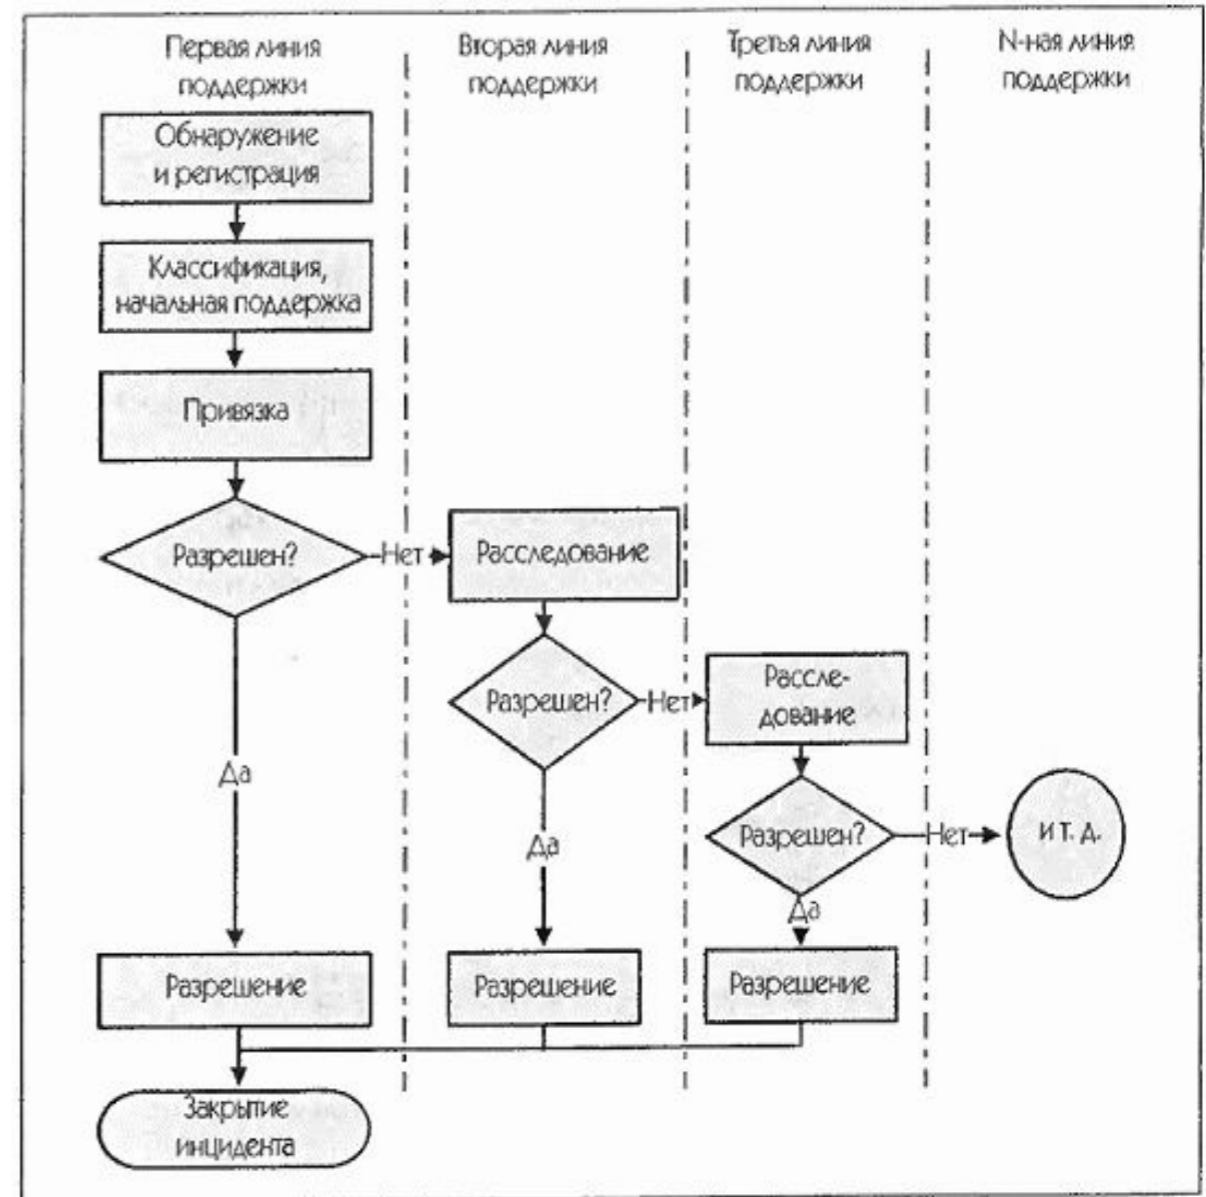 Первая линия
поддержки
Вторая линия
поддержки
Третья линия
поддержки
N-ная линия
поддержки
Обнаружение
и регистрация
Классификация,
начальная поддержка
Привязка
Разрешен?
Нет
Расследование
Разрешен?
Нет
Рассле-
дование
Да
Разрешен?
Нет
и т. д.
Да
Да
Разрешение
Разрешение
Разрешение
Закрытие
инцидента